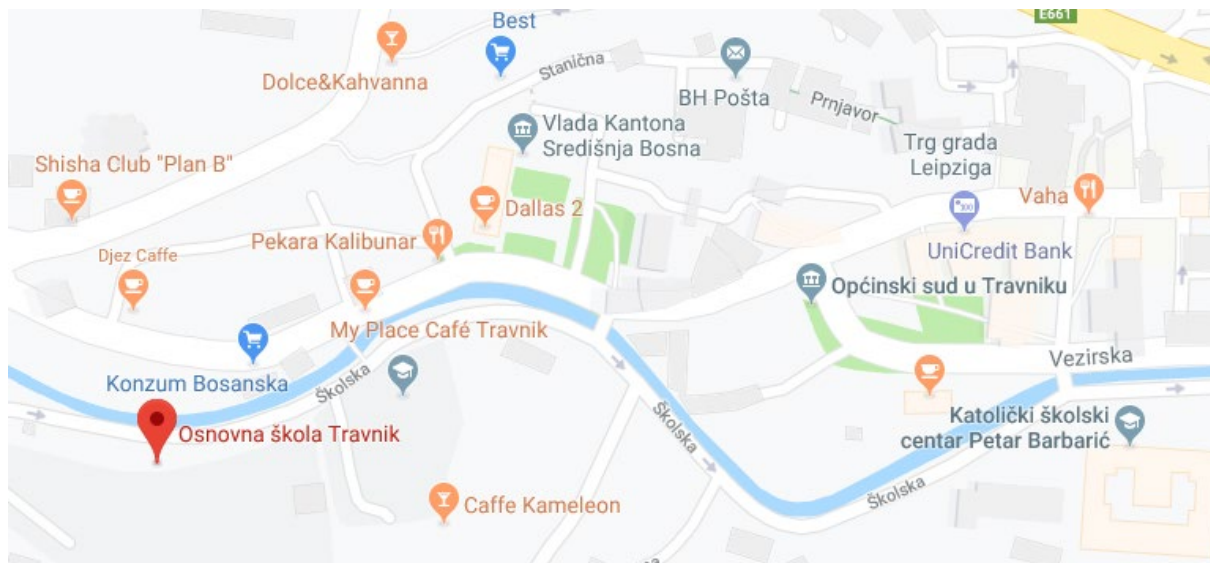 E661
Best
Dolce&Kahvanna
Stanična
BH Pošta
Prnjavor
Vlada Kantona
Središnja Bosna
Trg grada
Leipziga
Shisha Club "Plan B"
Vaha
Dallas 2
Pekara Kalibunar
UniCredit Bank
Djez Caffe
Općinski sud u Travniku
My Place Café Travnik
Vezirska
Konzum Bosanska
Školska
Školska
Osnovna škola Travnik
Katolički školski
centar Petar Barbarić
Školska
Caffe Kameleon